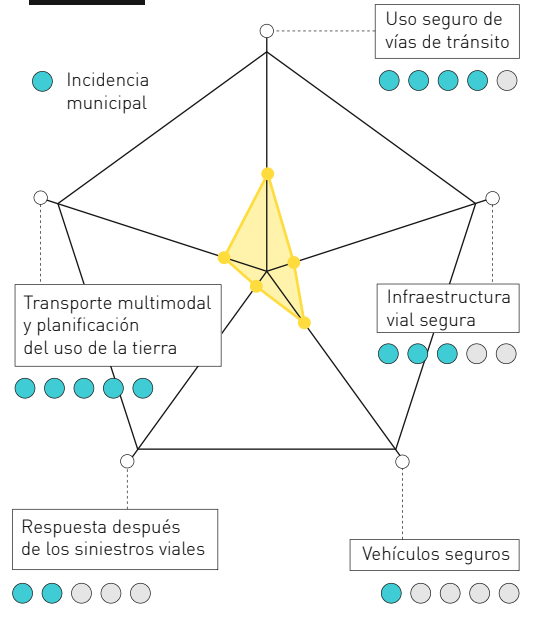 Uso seguro de
vías de tránsito
Incidencia
municipal
Transporte multimodal
y planificación
del uso de la tierra
Infraestructura
vial segura
Respuesta después
de los siniestros viales
Vehículos seguros